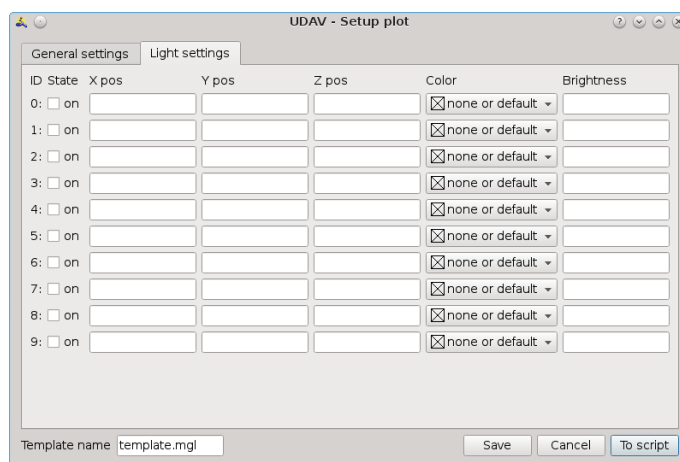 UDAV - Setup plot
General settings Light settings
ID State X pos Y pos Z pos Color Brightness
0: on none or default
1: on none or default
2: on none or default
3: on none or default
4: on none or default
5: on none or default
6: on none or default
7: on none or default
8: on none or default
9: on none or default
Template name template.mgl Save Cancel To script